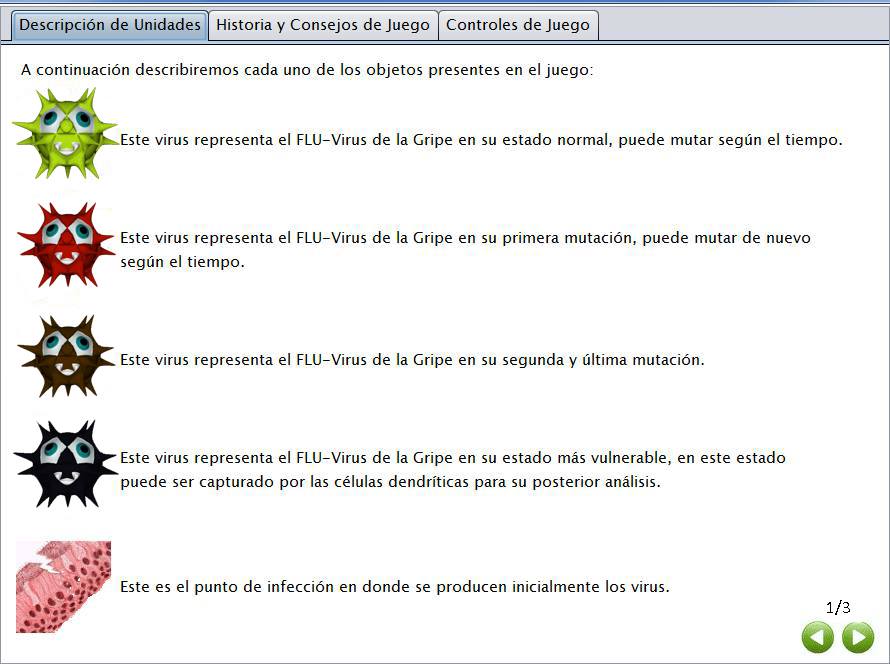 Descripción de Unidades
Historia y Consejos de Juego
Controles de Juego
A continuación describiremos cada uno de los objetos presentes en el juego:
Este virus representa el FLU-Virus de la Gripe en su estado normal, puede mutar según el tiempo.
Este virus representa el FLU-Virus de la Gripe en su primera mutación, puede mutar de nuevo
según el tiempo.
Este virus representa el FLU-Virus de la Gripe en su segunda y última mutación.
Este virus representa el FLU-Virus de la Gripe en su estado más vulnerable, en este estado
puede ser capturado por las células dendríticas para su posterior análisis.
Este es el punto de infección en donde se producen inicialmente los virus.
1/3